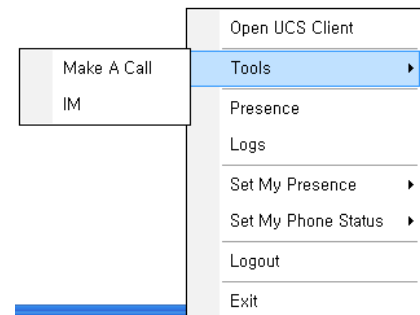 Open UCS Client
Tools
Make A Call
IM
Presence
Logs
Set My Presence
Set My Phone Status
Logout
Exit